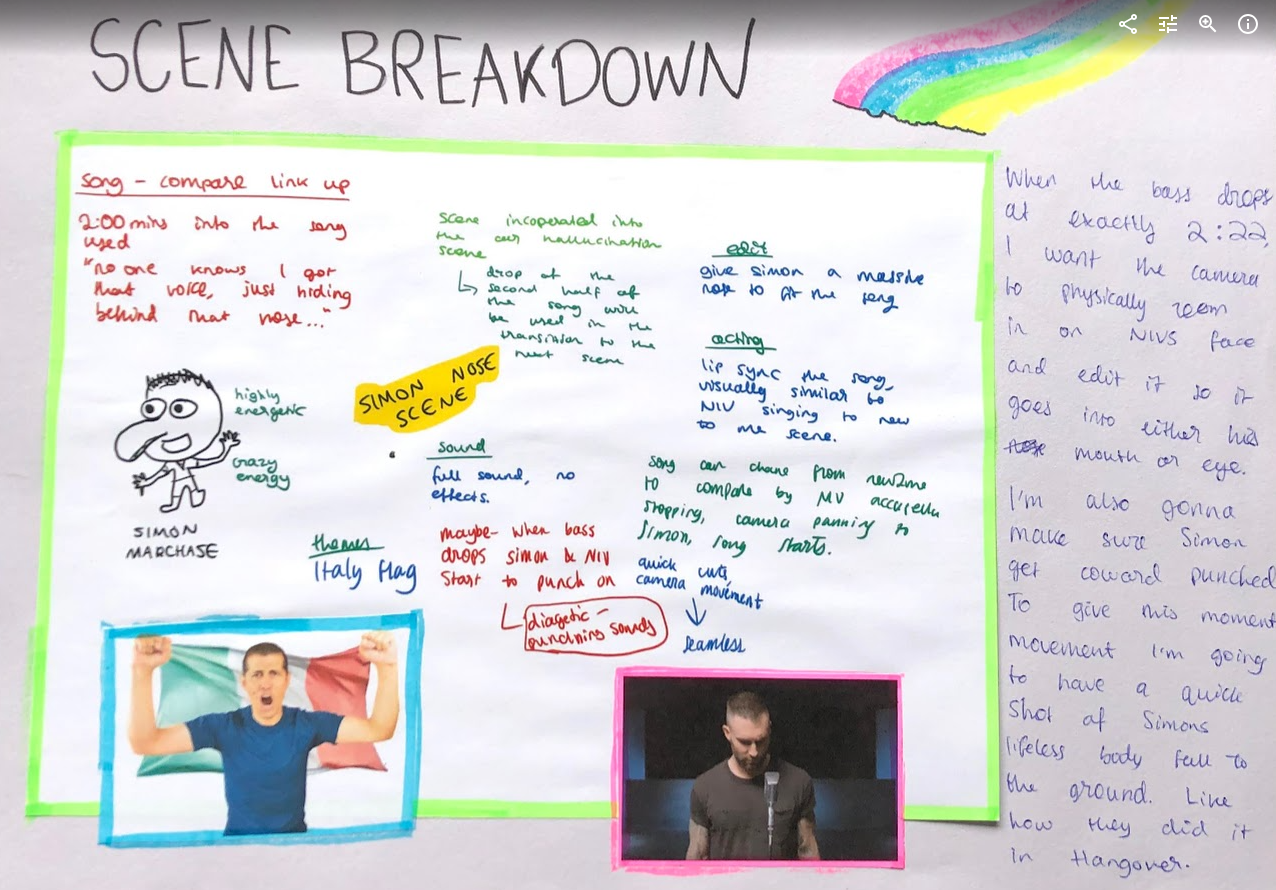 SCENE BREAKDOWN
song - compare link up
2:00 mins into the song
used
"no one knows I got
that voice, just hiding
behind that nose..."
highly
energetic
crazy
energy
SIMON
MARCHASE
SIMON NOSE
SCENE
themes
Italy flag
scene incoperated into
the car hallucination
scene
drop of the
second half of
the song will
be used in the
transition to the
next scene
sound
full sound, no
effects.
maybe- when bass
drops simon & NIV
start to punch on
diagetic -
punching sounds
edit
give simon a massive
nose to fit the song
acting
lip sync the song,
visually similar to
NIV singing to new
to me scene.
song can change from new2me
to compare by MV
stopping, camera panning to
Simon, song starts.
quick cuts,
camera movement
seamless
When the bass drops
at exactly 2:22,
I want the camera
to physically zoom
in on NIVS face
and edit it so it
goes into either his
mouth or eye.
I'm also gonna
make sure Simon
get coward punched
To give this moment
movement I'm going
to have a quick
shot of Simons
lifeless body fall to
the ground. Like
how they did it
in Hangover.